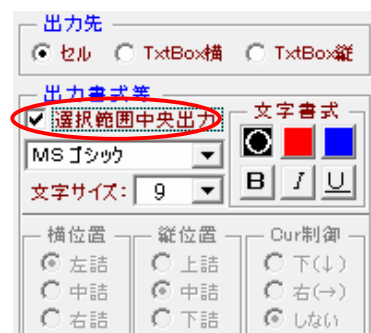 出力先
セル TxtBox横 TxtBox縦
出力書式等
選択範囲中央出力
文字書式
MSゴシック
文字サイズ: 9
B I U
横位置 縦位置 Cur制御
左詰 上詰 下(↓)
中詰 中詰 右(→)
右詰 下詰 しない